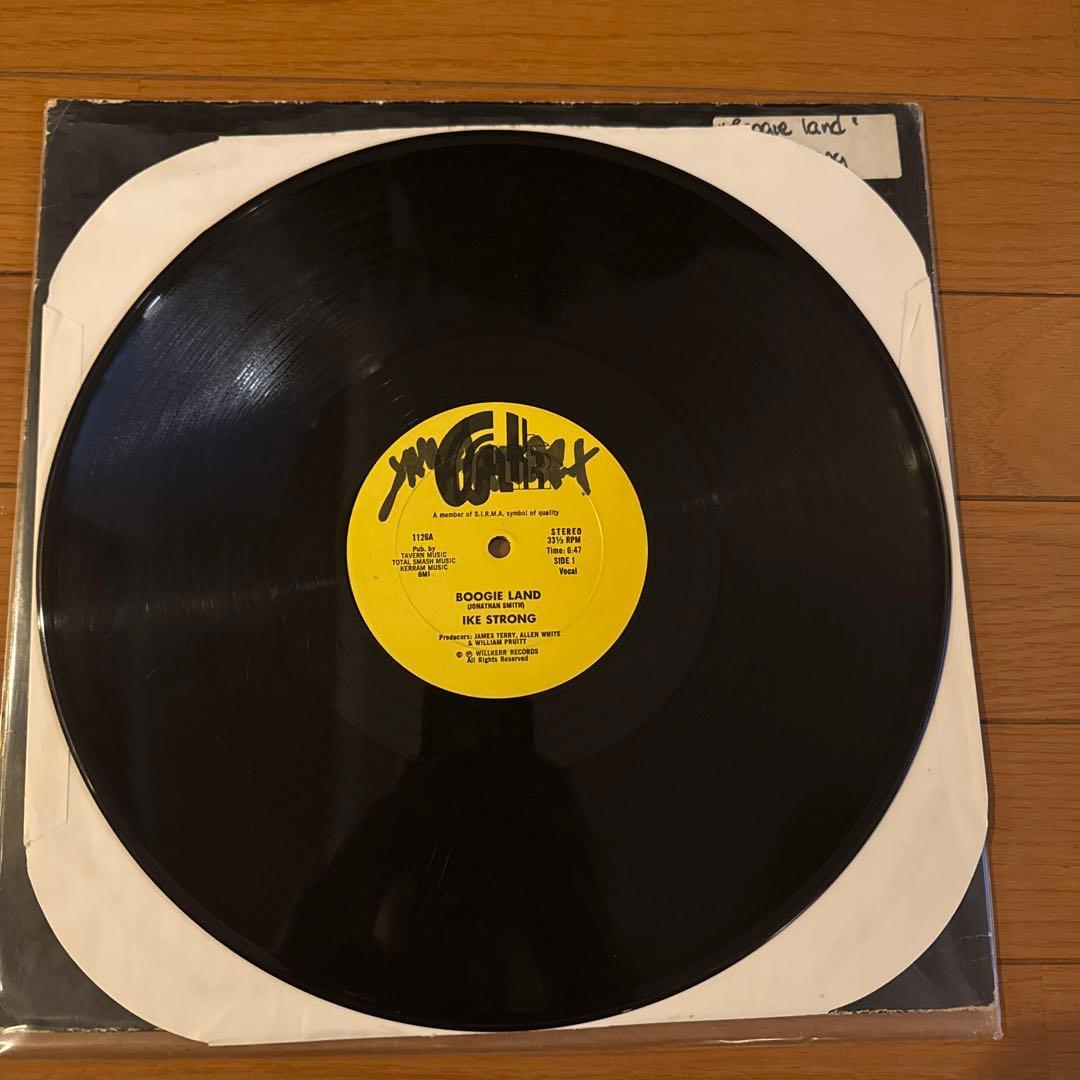 land"
A member of S.I.R.M.A. symbol of quality
1126A
Pub. by
TAVERN MUSIC
TOTAL SMASH MUSIC
KERRAM MUSIC
BMI
STEREO
33⅓ RPM
Time: 6:47
SIDE 1
Vocal
BOOGIE LAND
(JONATHAN SMITH)
IKE STRONG
Producers: JAMES TERRY, ALLEN WHITE
& WILLIAM PRUITT
© ℗ WILLKERR RECORDS
All Rights Reserved